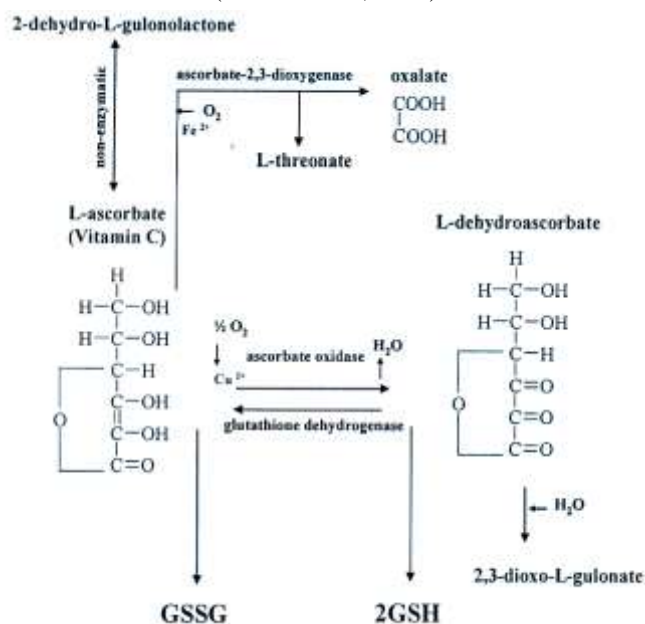 2-dehydro-L-gulonolactone
non-enzymatic
ascorbate-2,3-dioxygenase
oxalate
O2
Fe 2+
COOH
COOH
L-threonate
L-ascorbate
(Vitamin C)
L-dehydroascorbate
H
H-C-OH
H-C-OH
C-H
C-OH
O
C-OH
C=O
½ O2
ascorbate oxidase
H2O
Cu 2+
glutathione dehydrogenase
H
H-C-OH
H-C-OH
C-H
C=O
O
C=O
C=O
H2O
2,3-dioxo-L-gulonate
GSSG
2GSH